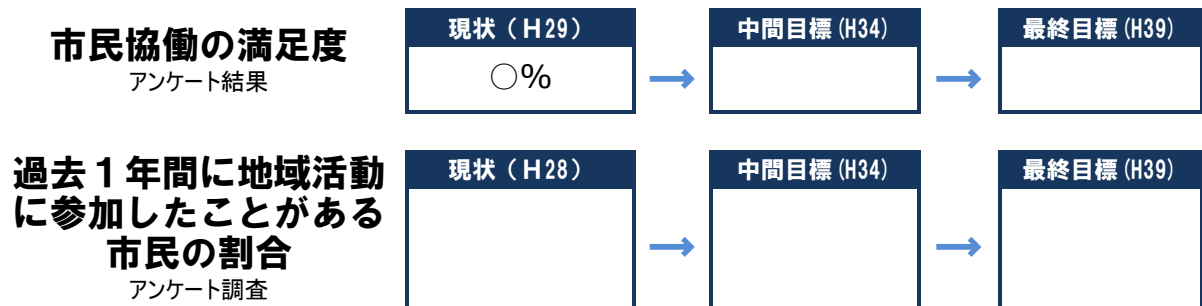 市民協働の満足度
アンケート結果
現状（H29）
中間目標(H34)
最終目標(H39)
○%
→
→
過去１年間に地域活動
に参加したことがある
市民の割合
アンケート調査
現状（H28）
中間目標(H34)
最終目標(H39)
→
→